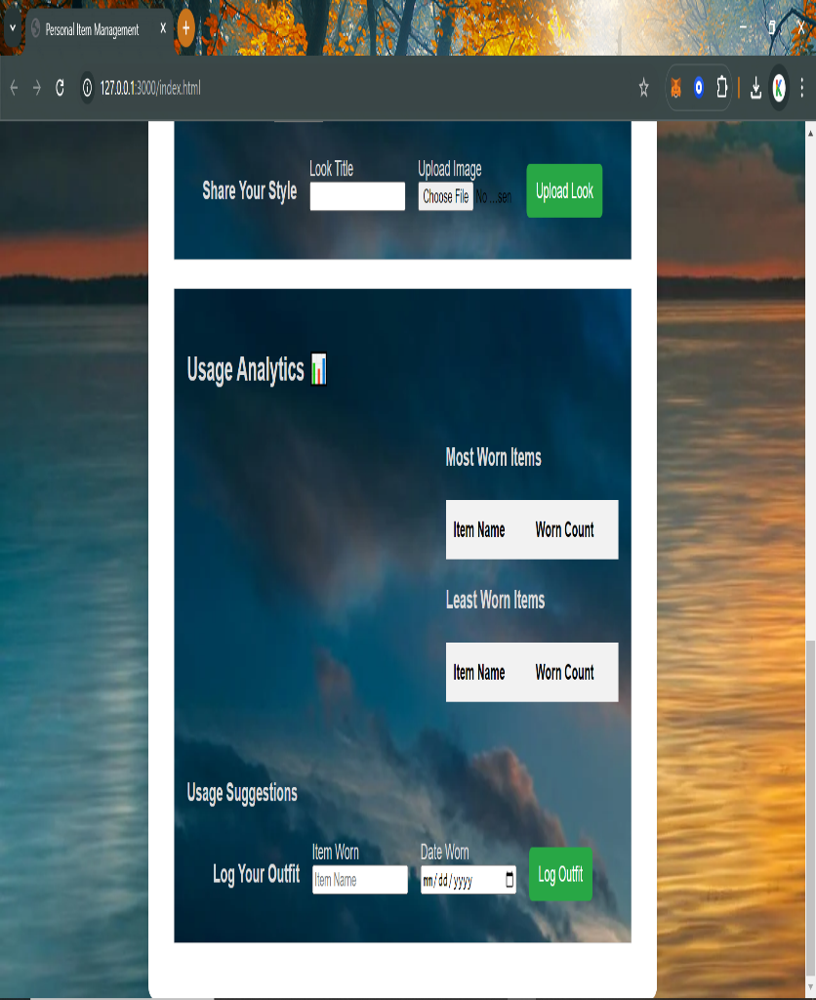 Personal Item Management
127.0.0.1:3000/index.html
Share Your Style
Look Title
Upload Image
Choose File No ...sen
Upload Look
Usage Analytics
Most Worn Items
Item Name Worn Count
Least Worn Items
Item Name Worn Count
Usage Suggestions
Log Your Outfit
Item Worn
Item Name
Date Worn
mm/dd/yyyy
Log Outfit